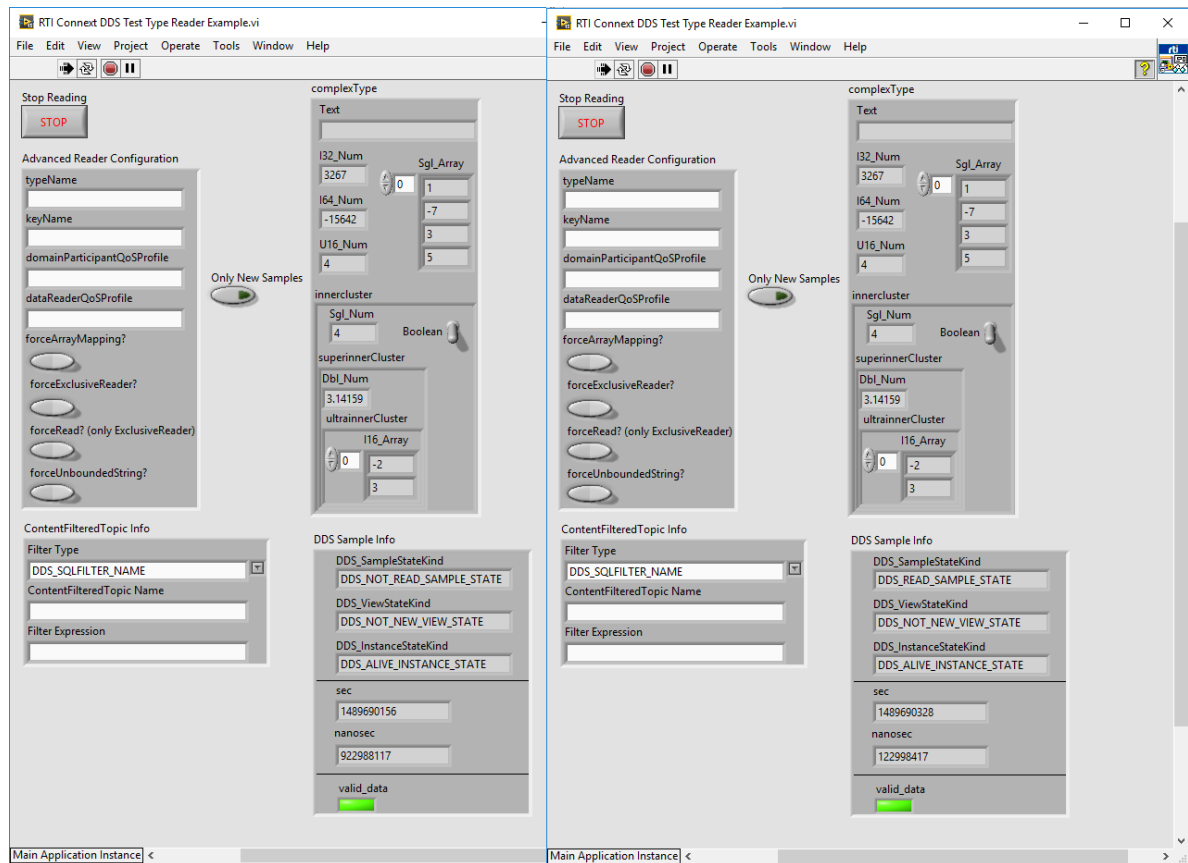 RTI Connext DDS Test Type Reader Example.vi
File Edit View Project Operate Tools Window Help
Stop Reading
STOP
Advanced Reader Configuration
typeName
keyName
domainParticipantQoSProfile
dataReaderQoSProfile
forceArrayMapping?
forceExclusiveReader?
forceRead? (only ExclusiveReader)
forceUnboundedString?
Only New Samples
complexType
Text
I32_Num
3267
Sgl_Array
0
1
-7
3
5
I64_Num
-15642
U16_Num
4
innercluster
Sgl_Num
4
Boolean
superinnerCluster
Dbl_Num
3.14159
ultrainnerCluster
I16_Array
0
-2
3
ContentFilteredTopic Info
Filter Type
DDS_SQLFILTER_NAME
ContentFilteredTopic Name
Filter Expression
DDS Sample Info
DDS_SampleStateKind
DDS_NOT_READ_SAMPLE_STATE
DDS_ViewStateKind
DDS_NOT_NEW_VIEW_STATE
DDS_InstanceStateKind
DDS_ALIVE_INSTANCE_STATE
sec
1489690156
nanosec
922988117
valid_data
Main Application Instance <
RTI Connext DDS Test Type Reader Example.vi
File Edit View Project Operate Tools Window Help
?
rti
Stop Reading
STOP
Advanced Reader Configuration
typeName
keyName
domainParticipantQoSProfile
dataReaderQoSProfile
forceArrayMapping?
forceExclusiveReader?
forceRead? (only ExclusiveReader)
forceUnboundedString?
Only New Samples
complexType
Text
I32_Num
3267
Sgl_Array
0
1
-7
3
5
I64_Num
-15642
U16_Num
4
innercluster
Sgl_Num
4
Boolean
superinnerCluster
Dbl_Num
3.14159
ultrainnerCluster
I16_Array
0
-2
3
ContentFilteredTopic Info
Filter Type
DDS_SQLFILTER_NAME
ContentFilteredTopic Name
Filter Expression
DDS Sample Info
DDS_SampleStateKind
DDS_READ_SAMPLE_STATE
DDS_ViewStateKind
DDS_NOT_NEW_VIEW_STATE
DDS_InstanceStateKind
DDS_ALIVE_INSTANCE_STATE
sec
1489690328
nanosec
122998417
valid_data
Main Application Instance < >